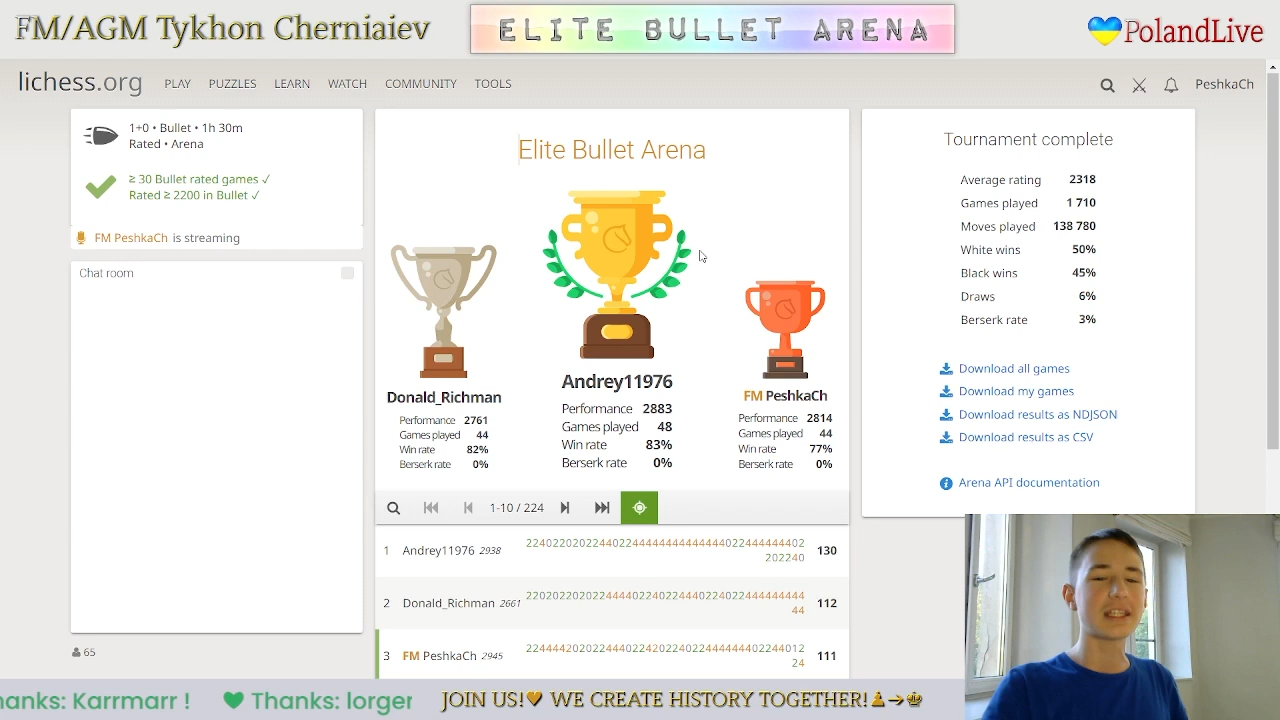 FM/AGM Tykhon Cherniaiev
ELITE BULLET ARENA
PolandLive
lichess.org PLAY PUZZLES LEARN WATCH COMMUNITY TOOLS PeshkaCh
1+0 • Bullet • 1h 30m
Rated • Arena
≥ 30 Bullet rated games ✓
Rated ≥ 2200 in Bullet ✓
FM PeshkaCh is streaming
Chat room
65
Elite Bullet Arena
Donald_Richman
Performance 2761
Games played 44
Win rate 82%
Berserk rate 0%
Andrey11976
Performance 2883
Games played 48
Win rate 83%
Berserk rate 0%
FM PeshkaCh
Performance 2814
Games played 44
Win rate 77%
Berserk rate 0%
1-10 / 224
1 Andrey11976 2938 130
202240
2 Donald_Richman 2661 112
44
3 FM PeshkaCh 2945 111
24
Tournament complete
Average rating 2318
Games played 1 710
Moves played 138 780
White wins 50%
Black wins 45%
Draws 6%
Berserk rate 3%
Download all games
Download my games
Download results as NDJSON
Download results as CSV
Arena API documentation
hanks: Karrmarr ! Thanks: lorger
JOIN US!♥ WE CREATE HISTORY TOGETHER!♟→♚